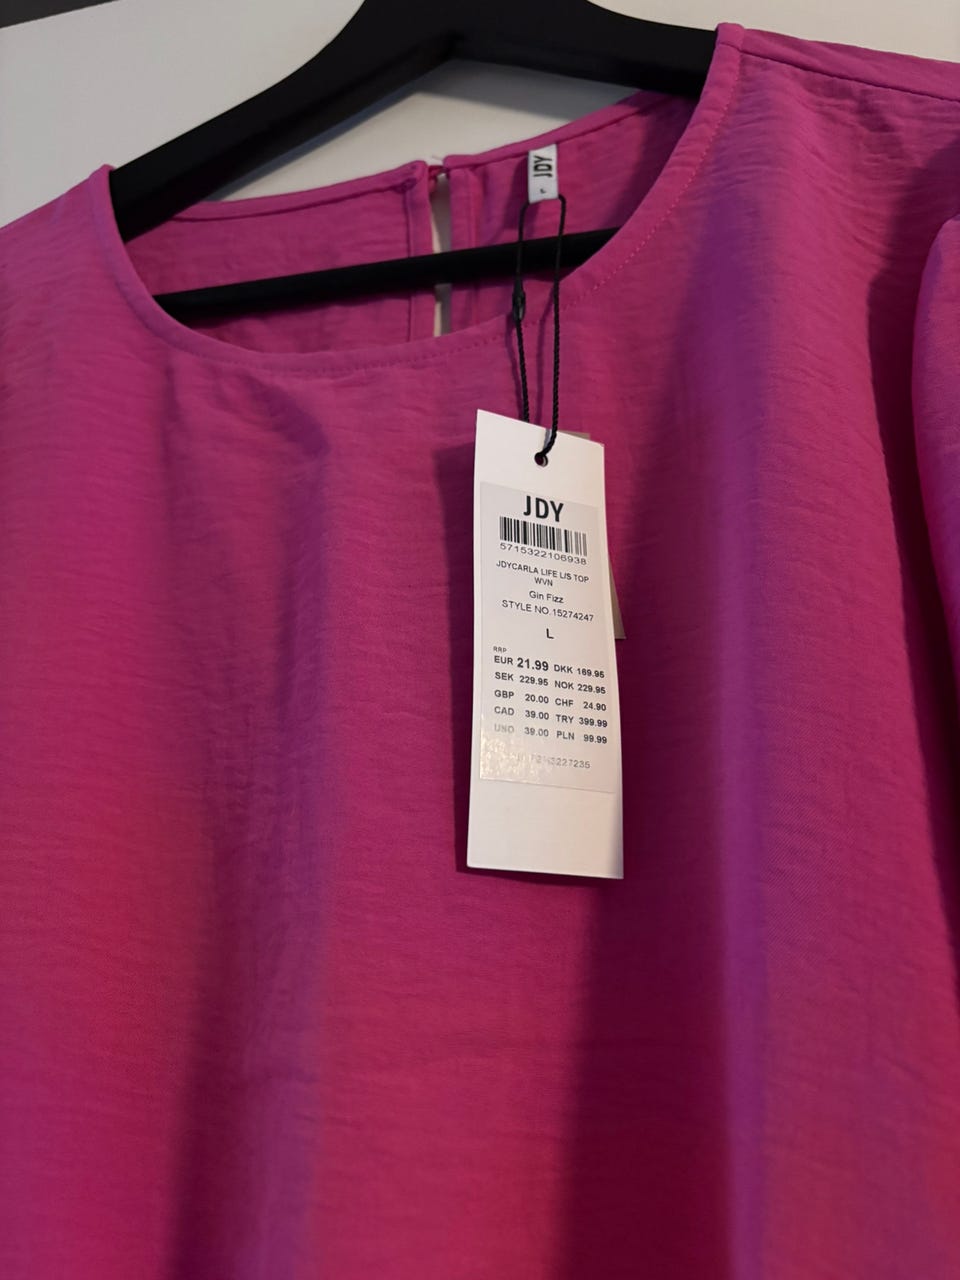 JDY
L
JDY
5715322106938
JDYCARLA LIFE L/S TOP
WVN
Gin Fizz
STYLE NO.15274247
L
RRP
EUR 21.99 DKK 169.95
SEK 229.95 NOK 229.95
GBP 20.00 CHF 24.90
CAD 39.00 TRY 399.99
USD 39.00 PLN 99.99